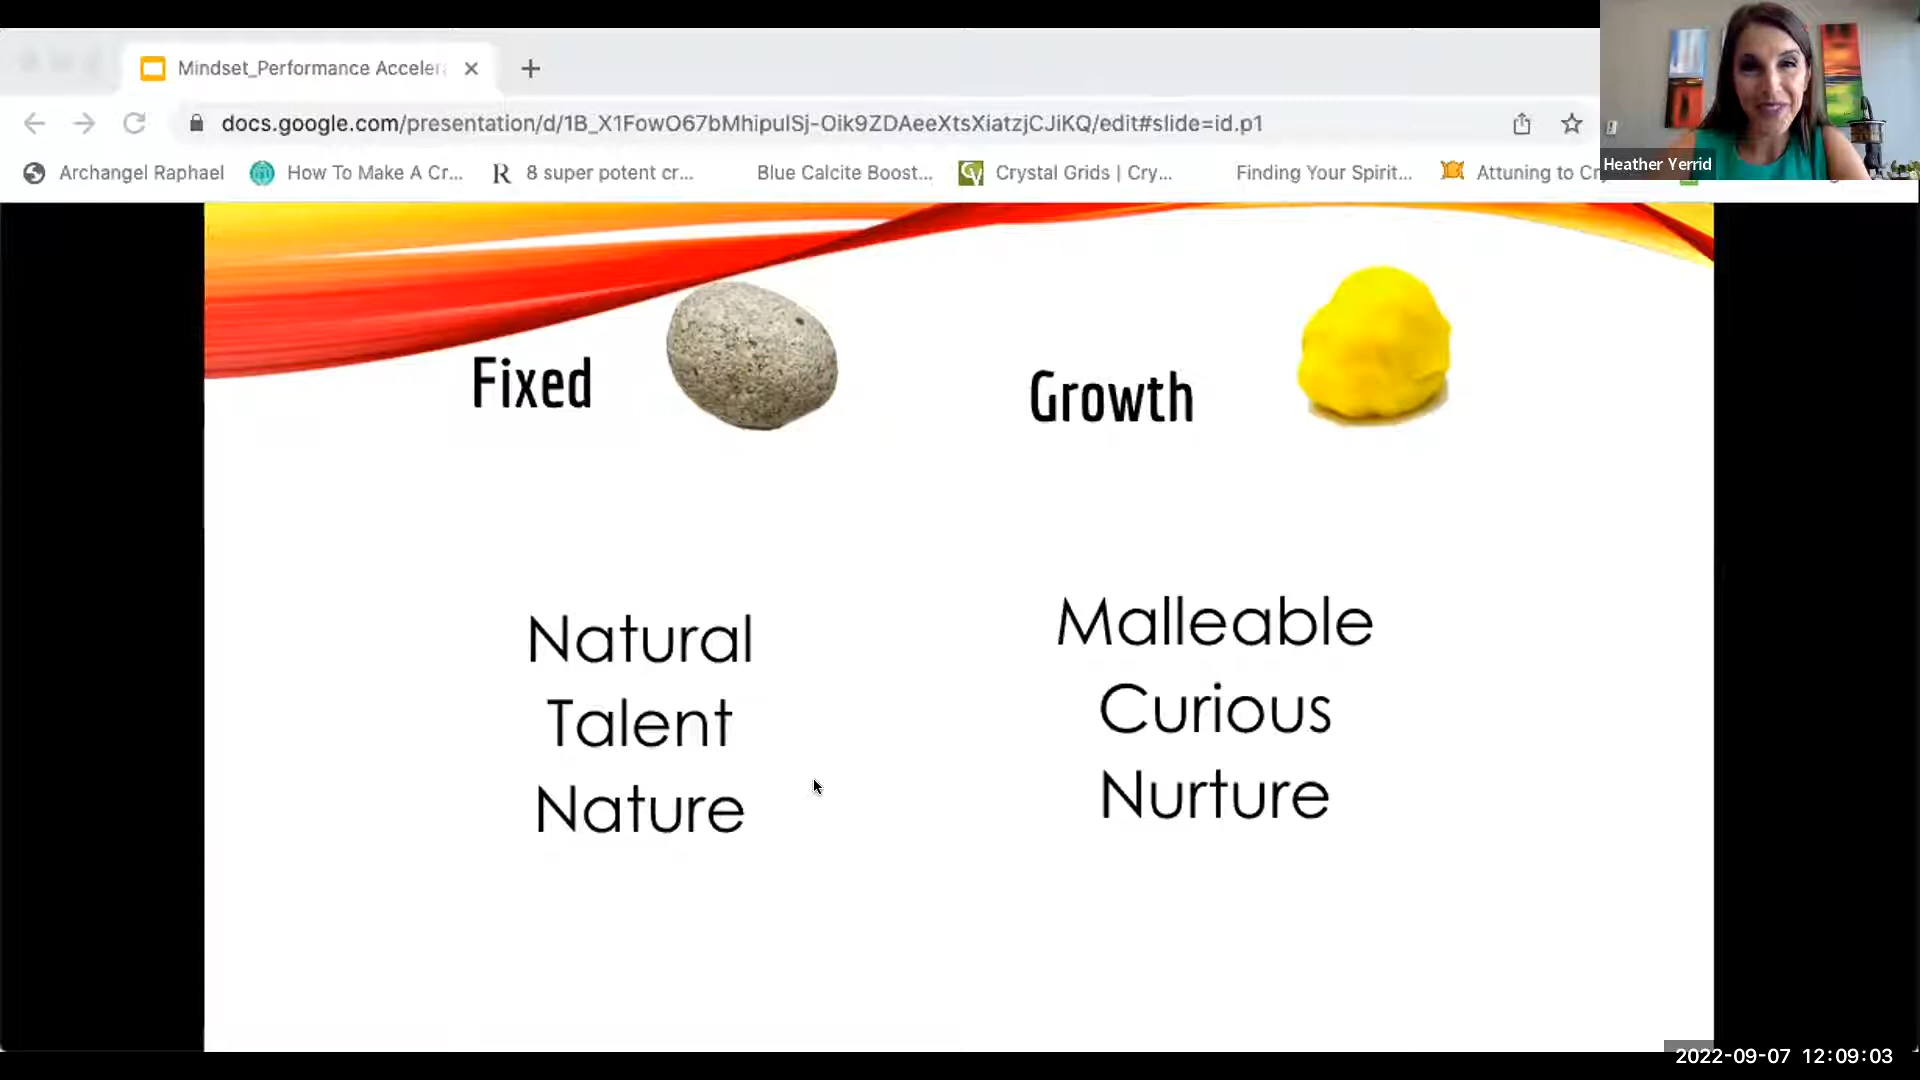 Mindset_Performance Acceler
docs.google.com/presentation/d/1B_X1FowO67bMhipulSj-Oik9ZDAeeXtsXiatzjCJiKQ/edit#slide=id.p1
Archangel Raphael How To Make A Cr... R 8 super potent cr... Blue Calcite Boost... Crystal Grids | Cry... Finding Your Spirit... Attuning to Cry
Heather Yerrid
Fixed
Growth
Natural
Talent
Nature
Malleable
Curious
Nurture
2022-09-07 12:09:03